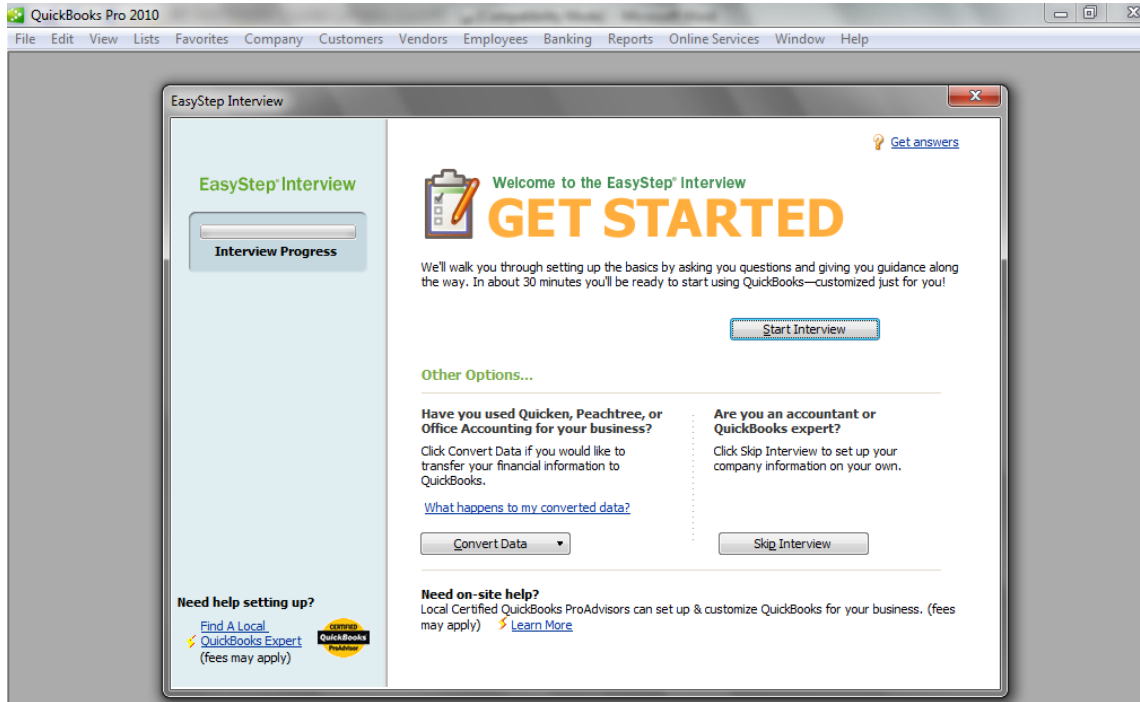 QuickBooks Pro 2010
File Edit View Lists Favorites Company Customers Vendors Employees Banking Reports Online Services Window Help
EasyStep Interview
Get answers
EasyStep® Interview
Interview Progress
Welcome to the EasyStep® Interview
GET STARTED
We'll walk you through setting up the basics by asking you questions and giving you guidance along
the way. In about 30 minutes you'll be ready to start using QuickBooks—customized just for you!
Start Interview
Other Options...
Have you used Quicken, Peachtree, or
Office Accounting for your business?
Click Convert Data if you would like to
transfer your financial information to
QuickBooks.
What happens to my converted data?
Convert Data
Are you an accountant or
QuickBooks expert?
Click Skip Interview to set up your
company information on your own.
Skip Interview
Need on-site help?
Local Certified QuickBooks ProAdvisors can set up & customize QuickBooks for your business. (fees
may apply) Learn More
Need help setting up?
Find A Local
QuickBooks Expert
(fees may apply)
CERTIFIED
QuickBooks
ProAdvisor